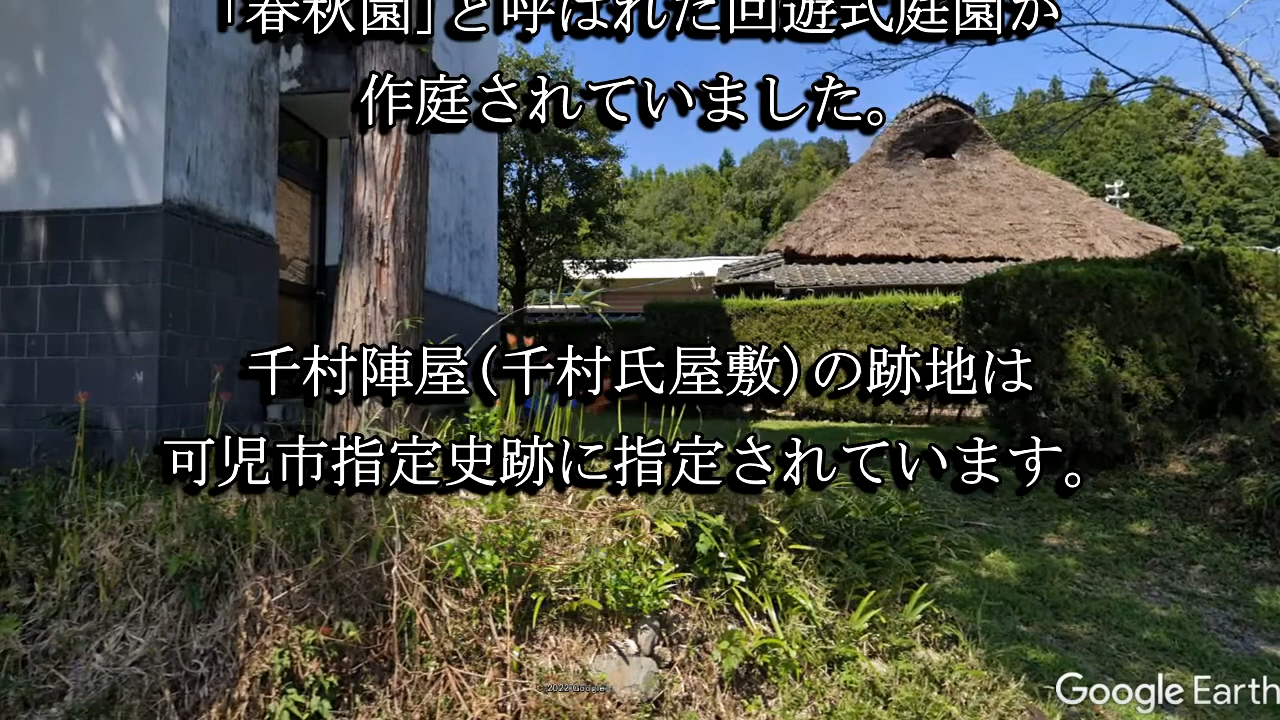 「春秋園」と呼ばれた回遊式庭園が
作庭されていました。
千村陣屋（千村氏屋敷）の跡地は
可児市指定史跡に指定されています。
© 2022 Google
Google Earth